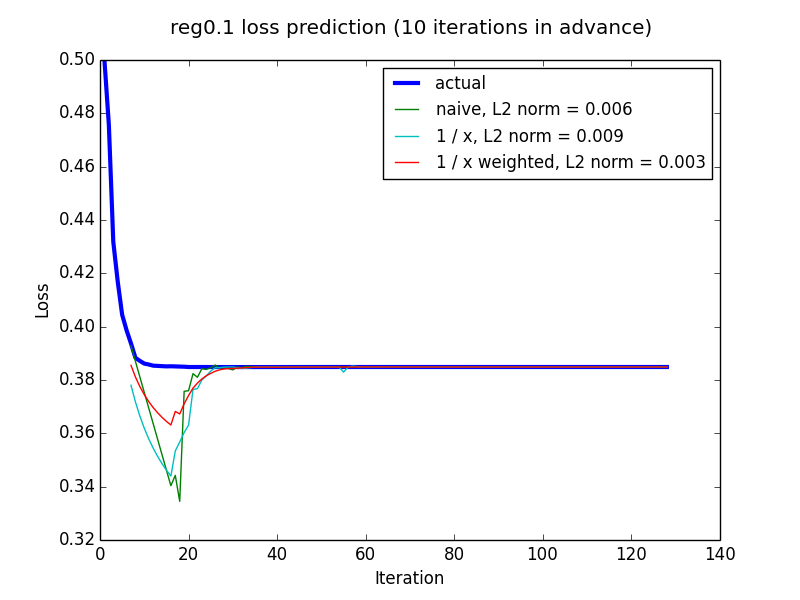 reg0.1 loss prediction (10 iterations in advance)
actual
naive, L2 norm = 0.006
1 / x, L2 norm = 0.009
1 / x weighted, L2 norm = 0.003
Loss
0.50
0.48
0.46
0.44
0.42
0.40
0.38
0.36
0.34
0.32
0 20 40 60 80 100 120 140
Iteration